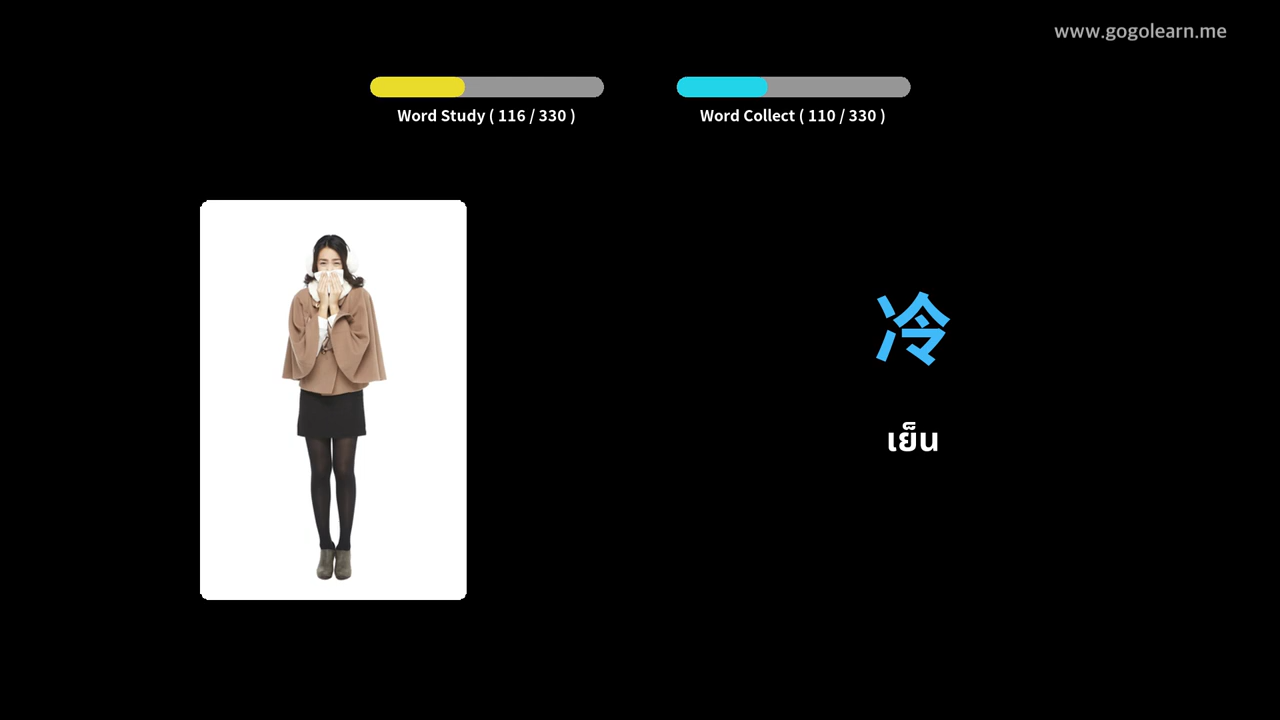 www.gogolearn.me
Word Study ( 116 / 330 )
Word Collect ( 110 / 330 )
冷
เย็น